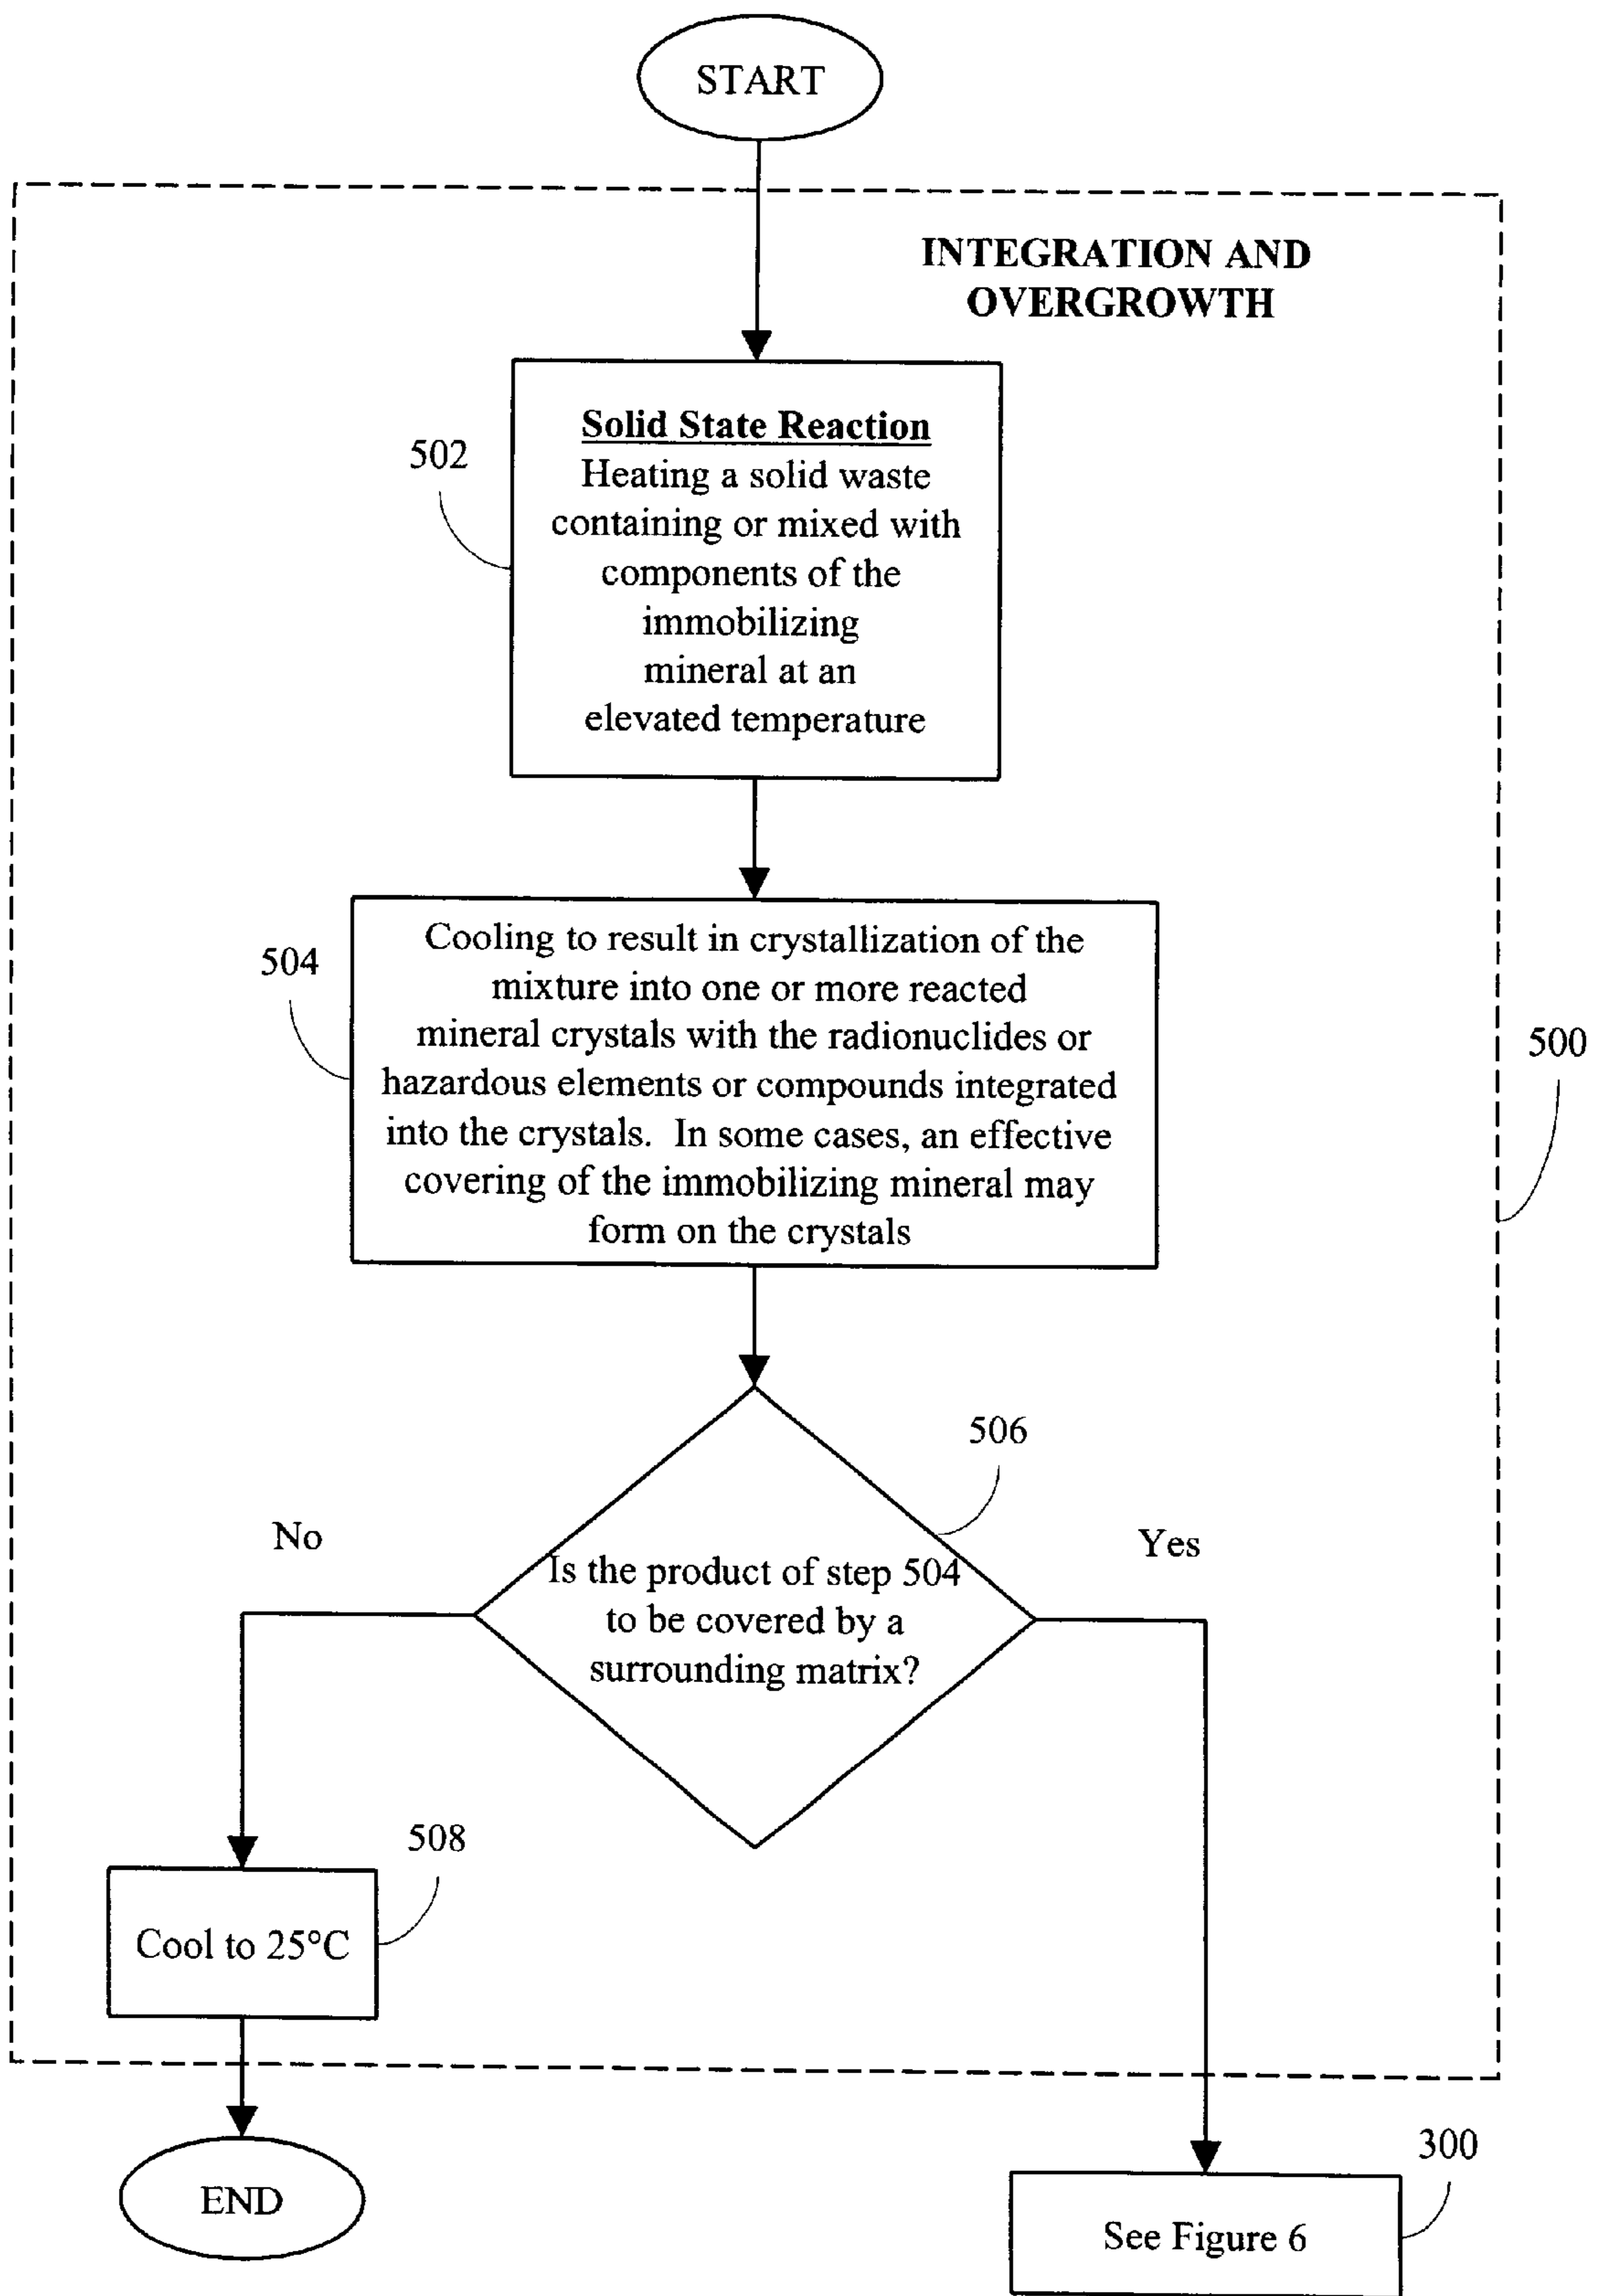 START
INTEGRATION AND
OVERGROWTH
502
Solid State Reaction
Heating a solid waste
containing or mixed with
components of the
immobilizing
mineral at an
elevated temperature
504
Cooling to result in crystallization of the
mixture into one or more reacted
mineral crystals with the radionuclides or
hazardous elements or compounds integrated
into the crystals. In some cases, an effective
covering of the immobilizing mineral may
form on the crystals
500
506
No
Yes
Is the product of step 504
to be covered by a
surrounding matrix?
508
Cool to 25°C
END
300
See Figure 6